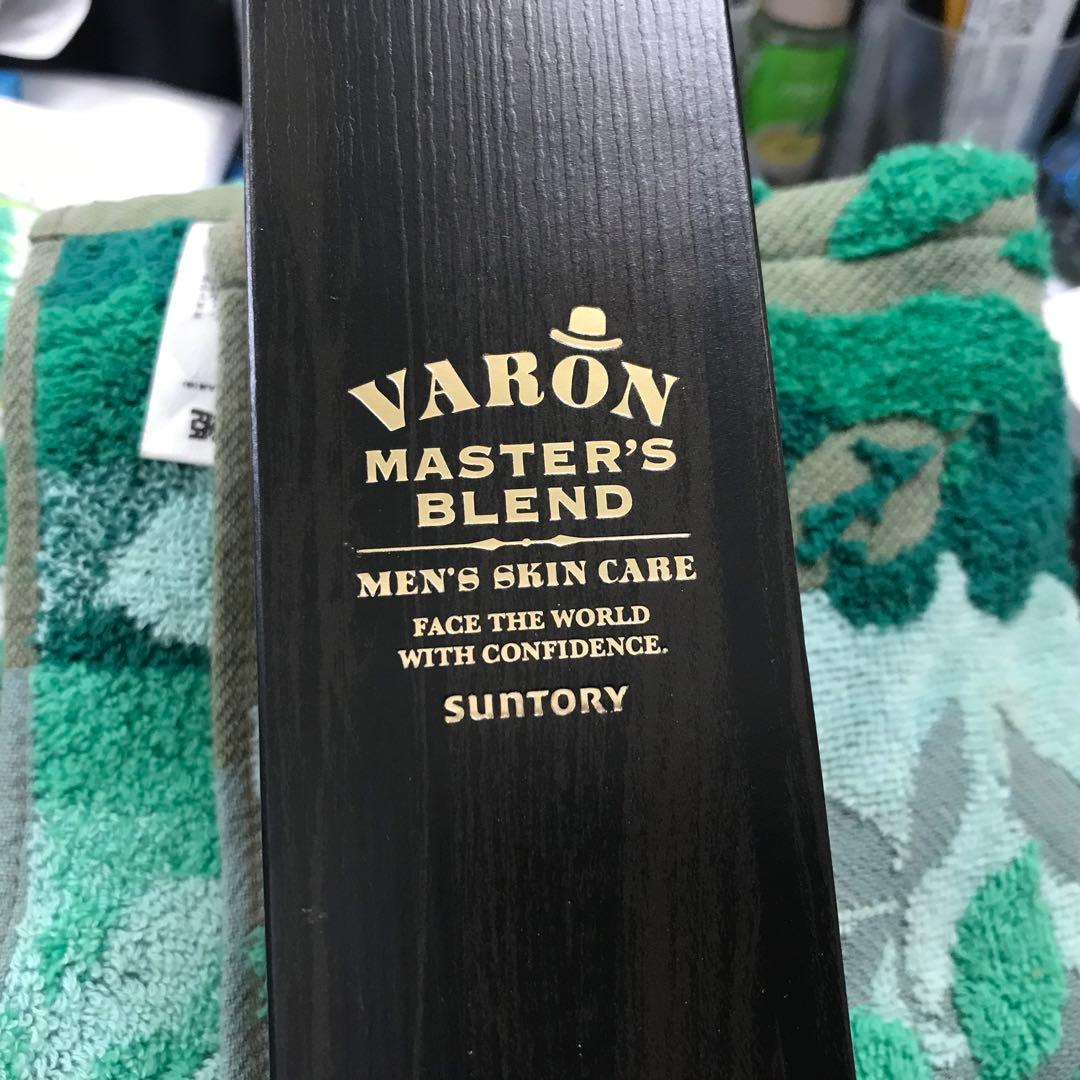 VARON
MASTER'S
BLEND
MEN'S SKIN CARE
FACE THE WORLD
WITH CONFIDENCE.
SUNTORY